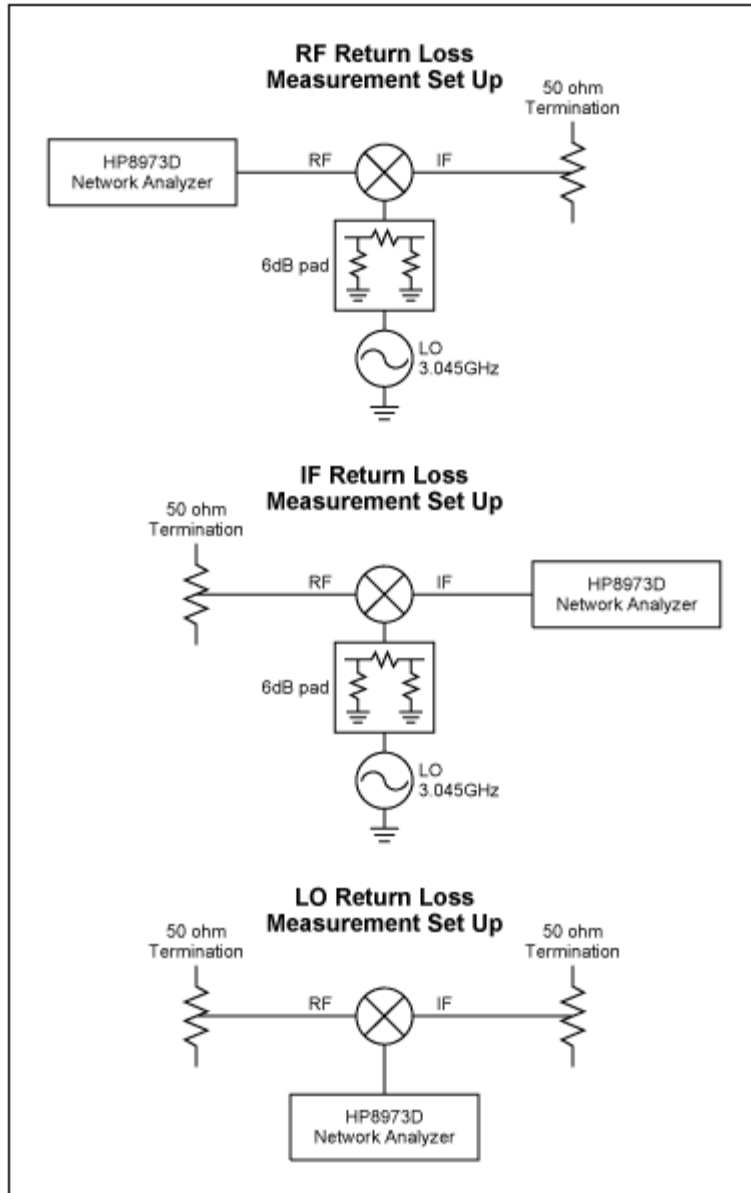 RF Return Loss
Measurement Set Up
50 ohm
Termination
HP8973D
Network Analyzer
RF
IF
6dB pad
LO
3.045GHz
IF Return Loss
Measurement Set Up
50 ohm
Termination
RF
IF
HP8973D
Network Analyzer
6dB pad
LO
3.045GHz
LO Return Loss
Measurement Set Up
50 ohm
Termination
50 ohm
Termination
RF
IF
HP8973D
Network Analyzer